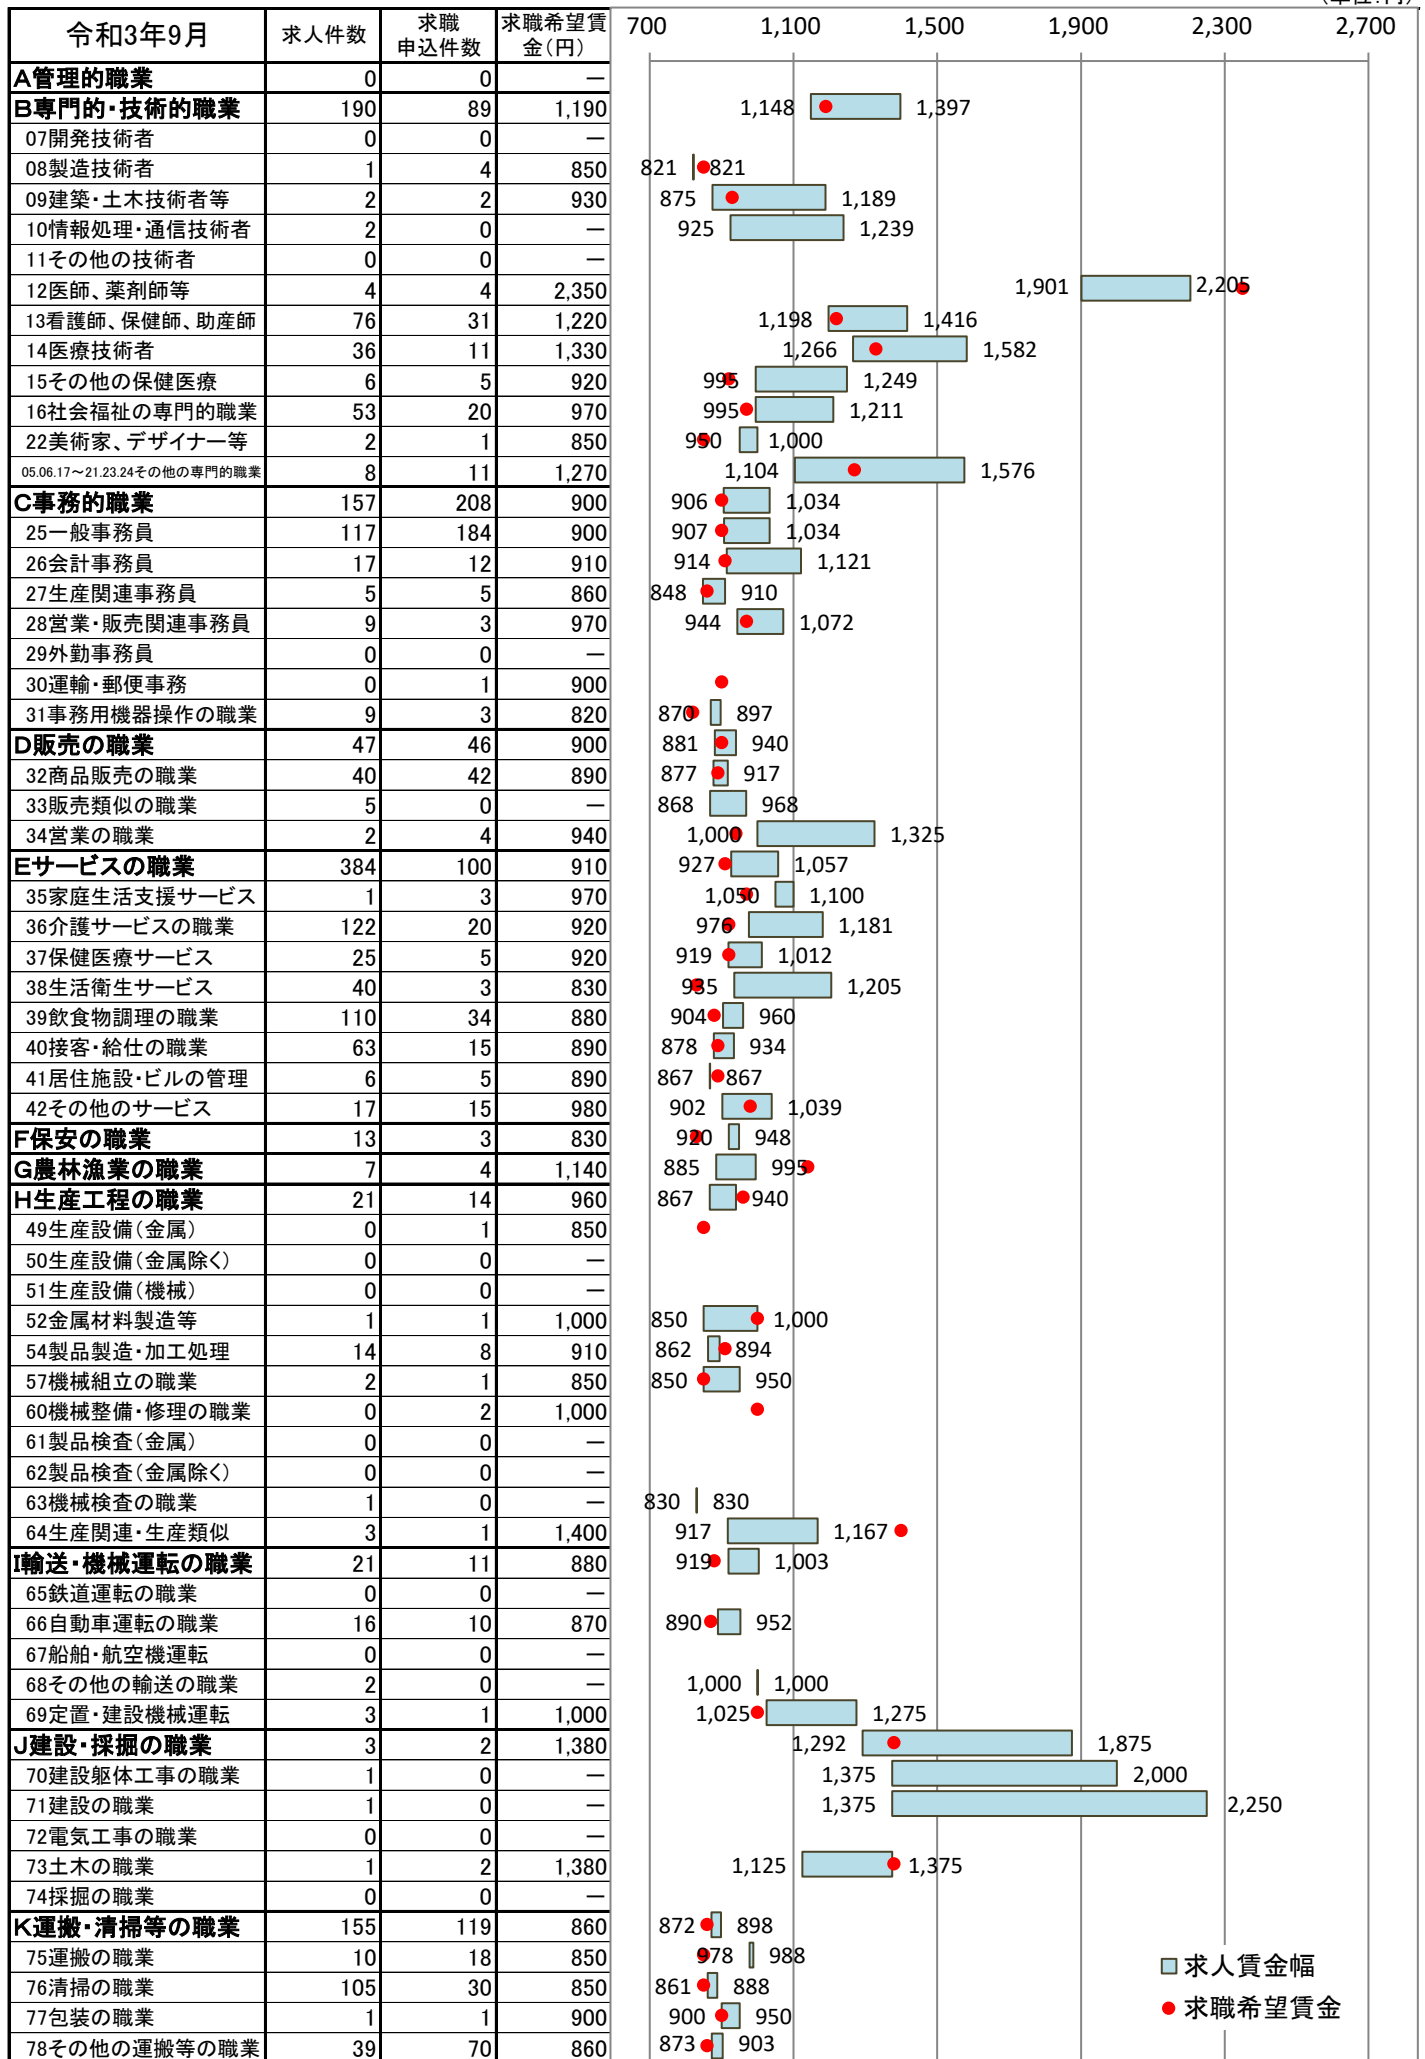 (単位:円)
令和3年9月 求人件数 求職申込件数 求職希望賃金(円) 700 1,100 1,500 1,900 2,300 2,700
A管理的職業 0 0 ―
B専門的・技術的職業 190 89 1,190 1,148 1,397
07開発技術者 0 0 ―
08製造技術者 1 4 850 821 821
09建築・土木技術者等 2 2 930 875 1,189
10情報処理・通信技術者 2 0 ― 925 1,239
11その他の技術者 0 0 ―
12医師、薬剤師等 4 4 2,350 1,901 2,205
13看護師、保健師、助産師 76 31 1,220 1,198 1,416
14医療技術者 36 11 1,330 1,266 1,582
15その他の保健医療 6 5 920 995 1,249
16社会福祉の専門的職業 53 20 970 995 1,211
22美術家、デザイナー等 2 1 850 950 1,000
05.06.17～21.23.24その他の専門的職業 8 11 1,270 1,104 1,576
C事務的職業 157 208 900 906 1,034
25一般事務員 117 184 900 907 1,034
26会計事務員 17 12 910 914 1,121
27生産関連事務員 5 5 860 848 910
28営業・販売関連事務員 9 3 970 944 1,072
29外勤事務員 0 0 ―
30運輸・郵便事務 0 1 900
31事務用機器操作の職業 9 3 820 870 897
D販売の職業 47 46 900 881 940
32商品販売の職業 40 42 890 877 917
33販売類似の職業 5 0 ― 868 968
34営業の職業 2 4 940 1,000 1,325
Eサービスの職業 384 100 910 927 1,057
35家庭生活支援サービス 1 3 970 1,050 1,100
36介護サービスの職業 122 20 920 976 1,181
37保健医療サービス 25 5 920 919 1,012
38生活衛生サービス 40 3 830 935 1,205
39飲食物調理の職業 110 34 880 904 960
40接客・給仕の職業 63 15 890 878 934
41居住施設・ビルの管理 6 5 890 867 867
42その他のサービス 17 15 980 902 1,039
F保安の職業 13 3 830 920 948
G農林漁業の職業 7 4 1,140 885 995
H生産工程の職業 21 14 960 867 940
49生産設備(金属) 0 1 850
50生産設備(金属除く) 0 0 ―
51生産設備(機械) 0 0 ―
52金属材料製造等 1 1 1,000 850 1,000
54製品製造・加工処理 14 8 910 862 894
57機械組立の職業 2 1 850 850 950
60機械整備・修理の職業 0 2 1,000
61製品検査(金属) 0 0 ―
62製品検査(金属除く) 0 0 ―
63機械検査の職業 1 0 ― 830 830
64生産関連・生産類似 3 1 1,400 917 1,167
I輸送・機械運転の職業 21 11 880 919 1,003
65鉄道運転の職業 0 0 ―
66自動車運転の職業 16 10 870 890 952
67船舶・航空機運転 0 0 ―
68その他の輸送の職業 2 0 ― 1,000 1,000
69定置・建設機械運転 3 1 1,000 1,025 1,275
J建設・採掘の職業 3 2 1,380 1,292 1,875
70建設躯体工事の職業 1 0 ― 1,375 2,000
71建設の職業 1 0 ― 1,375 2,250
72電気工事の職業 0 0 ―
73土木の職業 1 2 1,380 1,125 1,375
74採掘の職業 0 0 ―
K運搬・清掃等の職業 155 119 860 872 898
75運搬の職業 10 18 850 978 988
76清掃の職業 105 30 850 861 888
77包装の職業 1 1 900 900 950
78その他の運搬等の職業 39 70 860 873 903
求人賃金幅
求職希望賃金